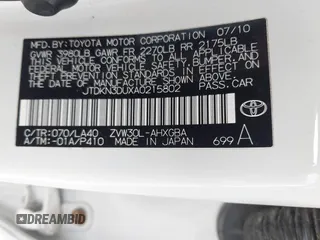 MFD.BY: TOYOTA MOTOR CORPORATION 07/10
GVWR 3980LB GAWR FR 2270LB RR 2175LB
THIS VEHICLE CONFORMS TO ALL APPLICABLE
FEDERAL MOTOR VEHICLE SAFETY, BUMPER, AND
THEFT PREVENTION STANDARDS IN EFFECT ON
THE DATE OF MANUFACTURE SHOWN ABOVE.
JTDKN3DUXA0215802 PASS.CAR
C/TR: 070/LA40 ZVW30L-AHXGBA
A/TM: -01A/P410 MADE IN JAPAN 699 A
TOYOTA
DREAMBID